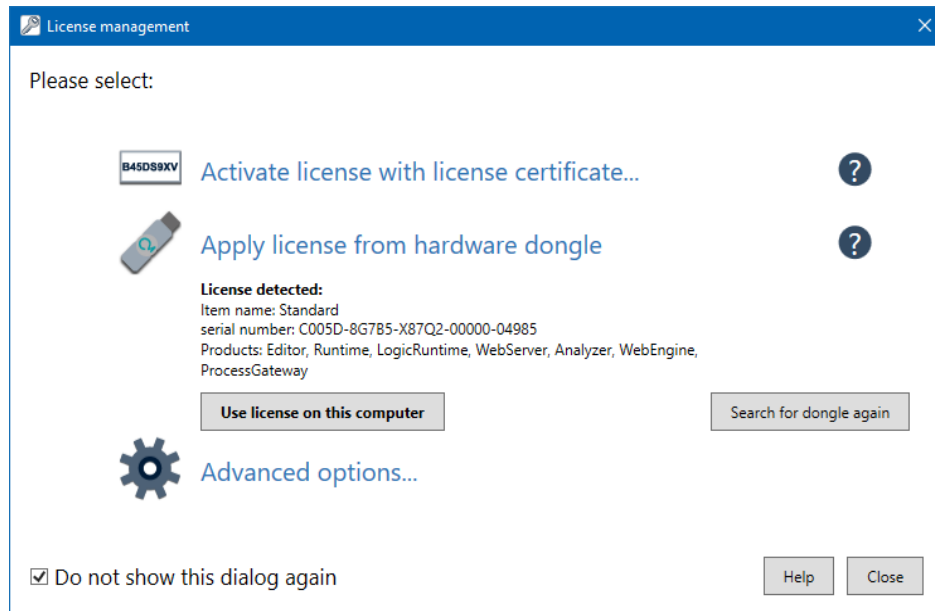 License management
Please select:
B45DS9XV
Activate license with license certificate...
?
Apply license from hardware dongle
?
License detected:
Item name: Standard
serial number: C005D-8G7B5-X87Q2-00000-04985
Products: Editor, Runtime, LogicRuntime, WebServer, Analyzer, WebEngine,
ProcessGateway
Use license on this computer
Search for dongle again
Advanced options...
Do not show this dialog again
Help
Close